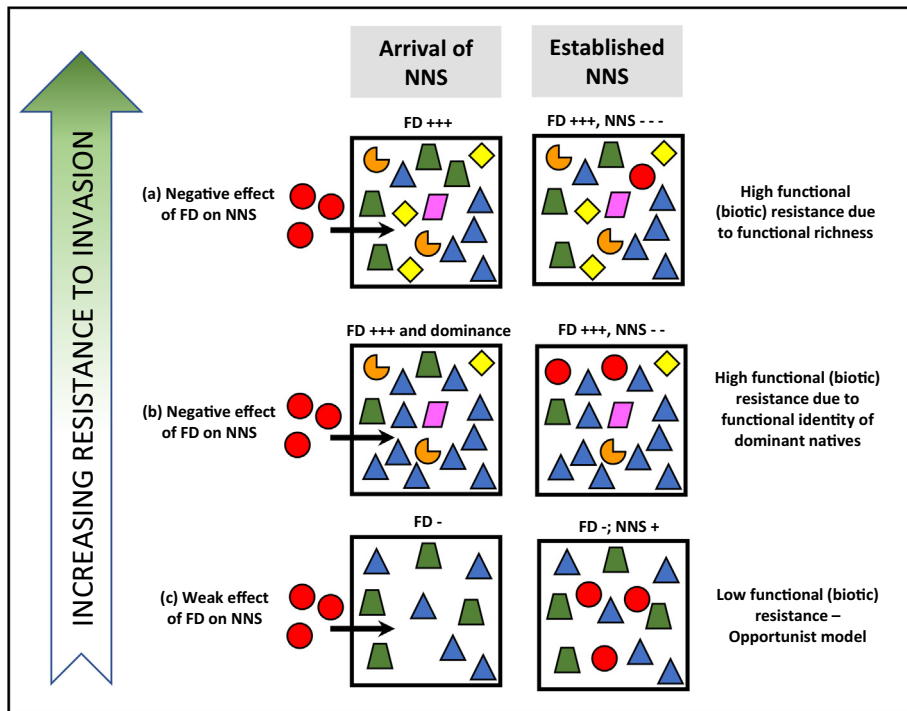 INCREASING RESISTANCE TO INVASION
Arrival of
NNS
Established
NNS
FD +++
FD +++, NNS - - -
(a) Negative effect
of FD on NNS
High functional
(biotic) resistance due
to functional richness
FD +++ and dominance
FD +++, NNS - -
(b) Negative effect
of FD on NNS
High functional (biotic)
resistance due to
functional identity of
dominant natives
FD -
FD -; NNS +
(c) Weak effect
of FD on NNS
Low functional (biotic)
resistance –
Opportunist model